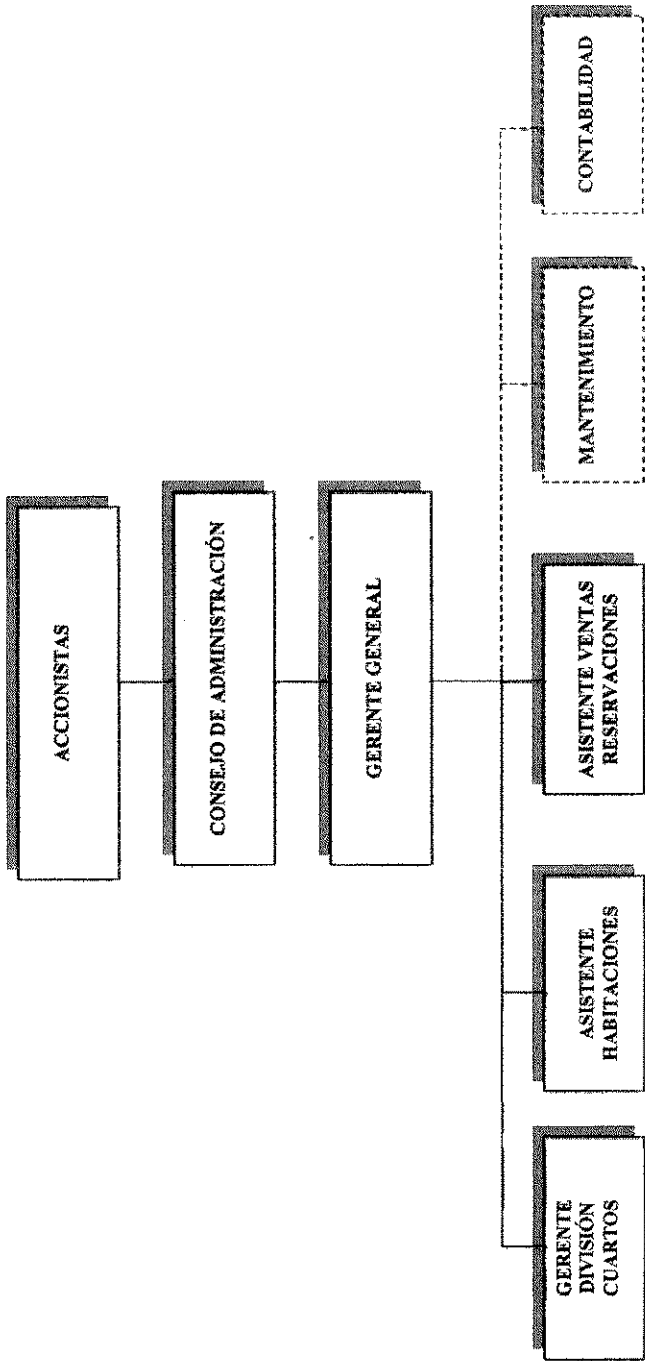 ACCIONISTAS
CONSEJO DE ADMINISTRACIÓN
GERENTE GENERAL
GERENTE
DIVISIÓN
CUARTOS
ASISTENTE
HABITACIONES
ASISTENTE VENTAS
RESERVACIONES
MANTENIMIENTO
CONTABILIDAD